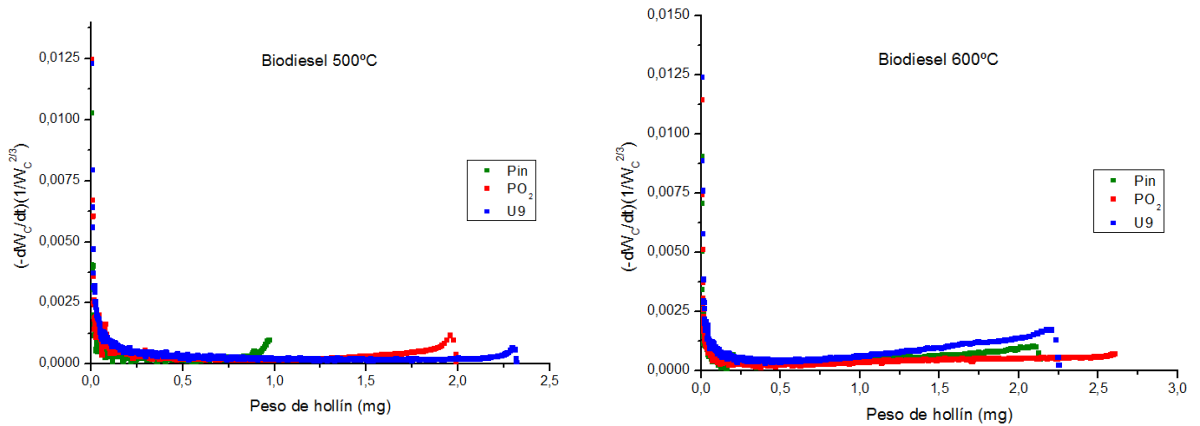 Biodiesel 500ºC
(-dW_C/dt)(1/W_C^2/3)
0,0125
0,0100
0,0075
0,0050
0,0025
0,0000
Pin
PO₂
U9
0,0 0,5 1,0 1,5 2,0 2,5
Peso de hollín (mg)
Biodiesel 600ºC
(-dW_C/dt)(1/W_C^2/3)
0,0150
0,0125
0,0100
0,0075
0,0050
0,0025
0,0000
Pin
PO₂
U9
0,0 0,5 1,0 1,5 2,0 2,5 3,0
Peso de hollín (mg)